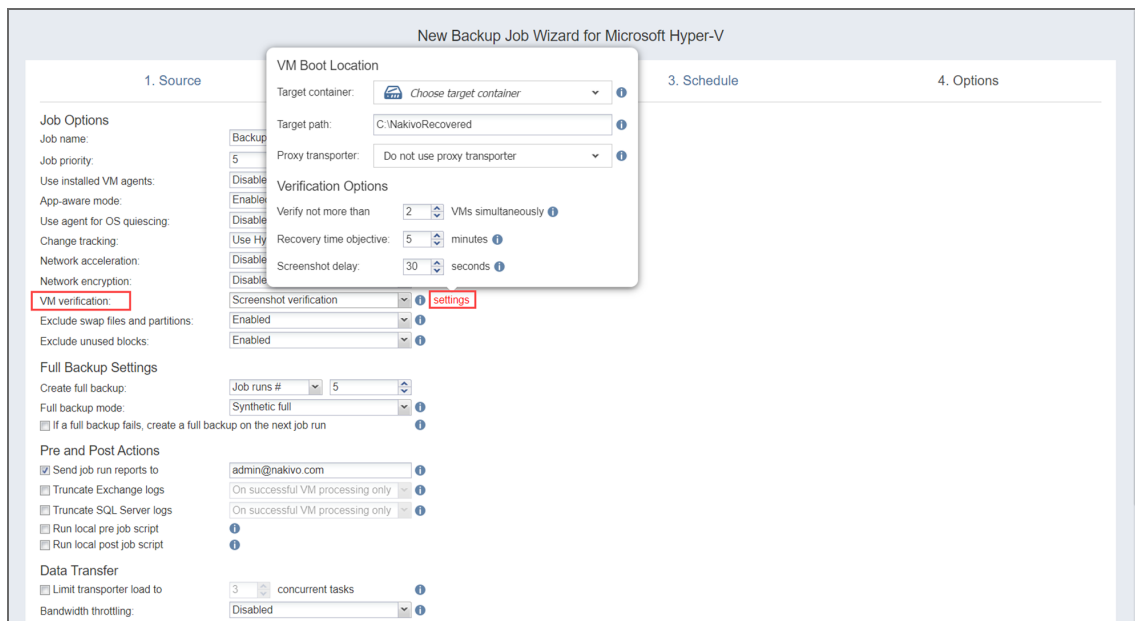 New Backup Job Wizard for Microsoft Hyper-V
1. Source
3. Schedule
4. Options
VM Boot Location
Target container: Choose target container
Target path: C:\NakivoRecovered
Proxy transporter: Do not use proxy transporter
Verification Options
Verify not more than 2 VMs simultaneously
Recovery time objective: 5 minutes
Screenshot delay: 30 seconds
Job Options
Job name: Backup
Job priority: 5
Use installed VM agents: Disable
App-aware mode: Enable
Use agent for OS quiescing: Disable
Change tracking: Use Hy
Network acceleration: Disable
Network encryption: Disable
VM verification: Screenshot verification settings
Exclude swap files and partitions: Enabled
Exclude unused blocks: Enabled
Full Backup Settings
Create full backup: Job runs # 5
Full backup mode: Synthetic full
If a full backup fails, create a full backup on the next job run
Pre and Post Actions
Send job run reports to admin@nakivo.com
Truncate Exchange logs On successful VM processing only
Truncate SQL Server logs On successful VM processing only
Run local pre job script
Run local post job script
Data Transfer
Limit transporter load to 3 concurrent tasks
Bandwidth throttling: Disabled